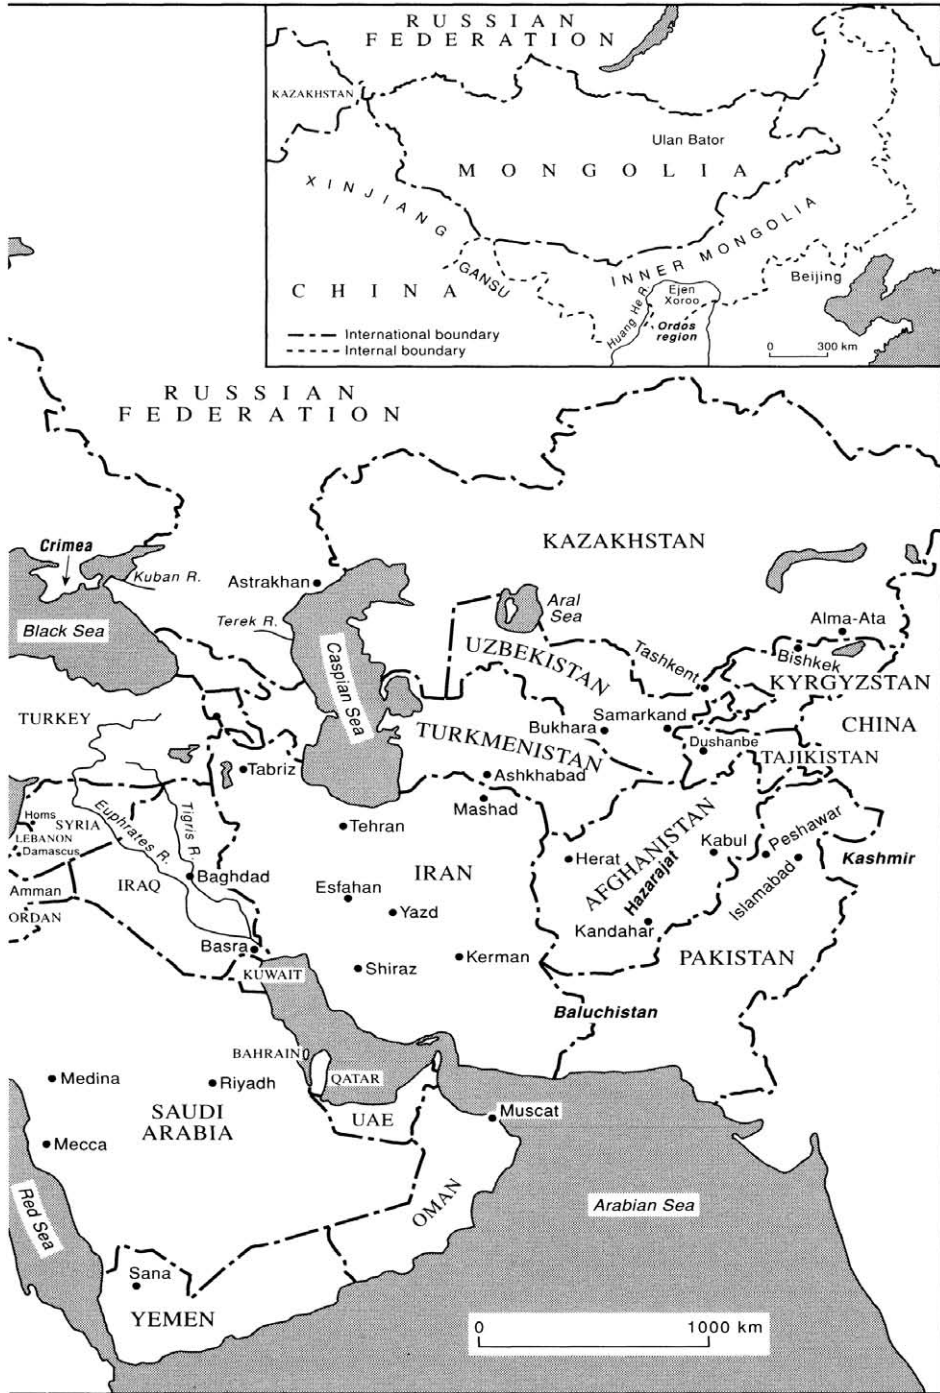 RUSSIAN
FEDERATION
KAZAKHSTAN
Ulan Bator
MONGOLIA
XINJIANG
INNER MONGOLIA
GANSU
Beijing
CHINA
Ejen
Xoroo
Huang He R.
Ordos
region
International boundary
Internal boundary
0 300 km
RUSSIAN
FEDERATION
KAZAKHSTAN
Crimea
Kuban R.
Astrakhan
Aral
Sea
Terek R.
Black Sea
Caspian Sea
Alma-Ata
UZBEKISTAN
Tashkent
Bishkek
KYRGYZSTAN
TURKEY
Bukhara
Samarkand
CHINA
TURKMENISTAN
Dushanbe
TAJIKISTAN
Tabriz
Ashkhabad
Mashad
Homs
SYRIA
Euphrates R.
Tigris R.
Tehran
LEBANON
Damascus
Herat
AFGHANISTAN
Kabul
Peshawar
Kashmir
Amman
IRAQ
Baghdad
Esfahan
IRAN
Hazarajat
Islamabad
ORDAN
Yazd
Kandahar
Basra
PAKISTAN
KUWAIT
Shiraz
Kerman
Baluchistan
BAHRAIN
Medina
Riyadh
QATAR
SAUDI
ARABIA
UAE
Muscat
Mecca
Red Sea
OMAN
Arabian Sea
Sana
YEMEN
0 1000 km